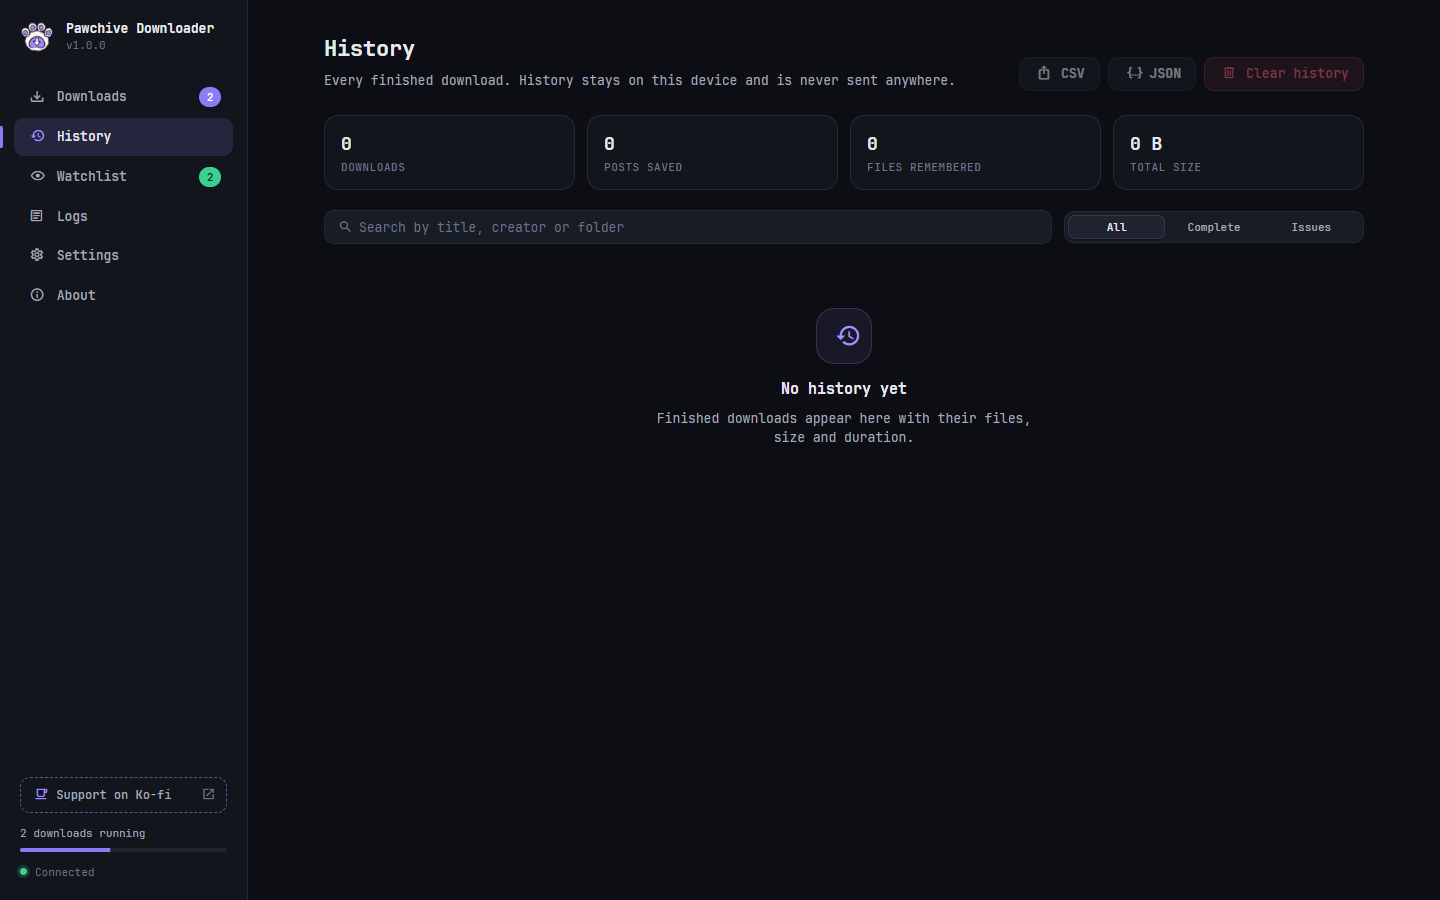 Pawchive Downloader
v1.0.0
Downloads 2
History
Watchlist 2
Logs
Settings
About
Support on Ko-fi
2 downloads running
Connected
History
Every finished download. History stays on this device and is never sent anywhere.
CSV
JSON
Clear history
0
DOWNLOADS
0
POSTS SAVED
0
FILES REMEMBERED
0 B
TOTAL SIZE
Search by title, creator or folder
All
Complete
Issues
No history yet
Finished downloads appear here with their files,
size and duration.